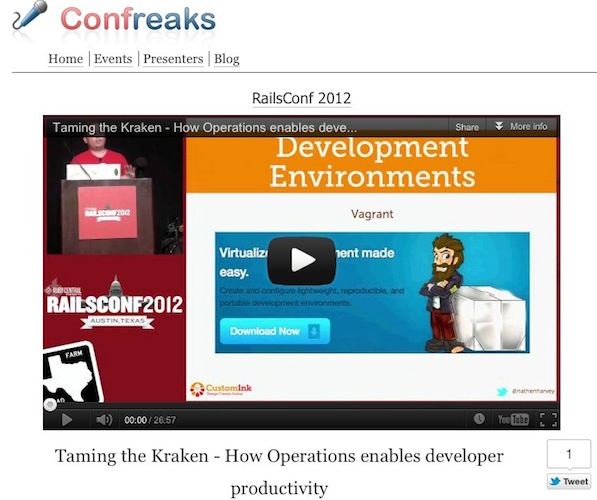 Confreaks
Home | Events | Presenters | Blog
RailsConf 2012
Taming the Kraken - How Operations enables deve...
Share
More info
Development
Environments
Vagrant
RAILSCONF2012
Virtualiz
nt made
easy.
Create and configure lightweight, reproducible, and
portable development environments.
Download Now
RUBY CENTRAL
RAILSCONF2012
AUSTIN, TEXAS
FARM
ROAD
CustomInk
@nathenharvey
00:00 / 26:57
YouTube
Taming the Kraken - How Operations enables developer
productivity
1
Tweet